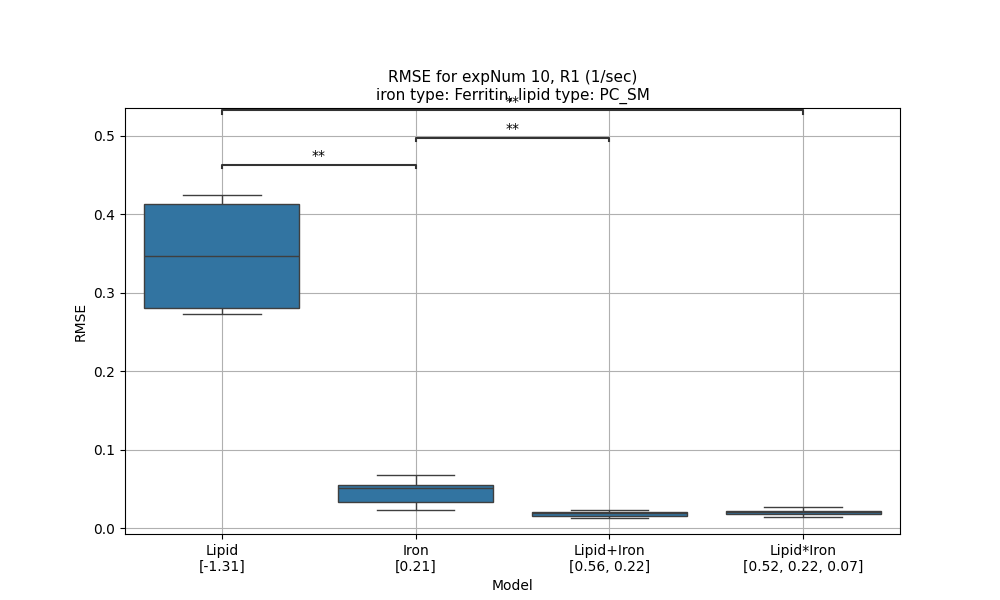 RMSE for expNum 10, R1 (1/sec)
iron type: Ferritin, lipid type: PC_SM
**
**
**
0.5
0.4
0.3
0.2
0.1
0.0
RMSE
Lipid
[-1.31]
Iron
[0.21]
Lipid+Iron
[0.56, 0.22]
Lipid*Iron
[0.52, 0.22, 0.07]
Model